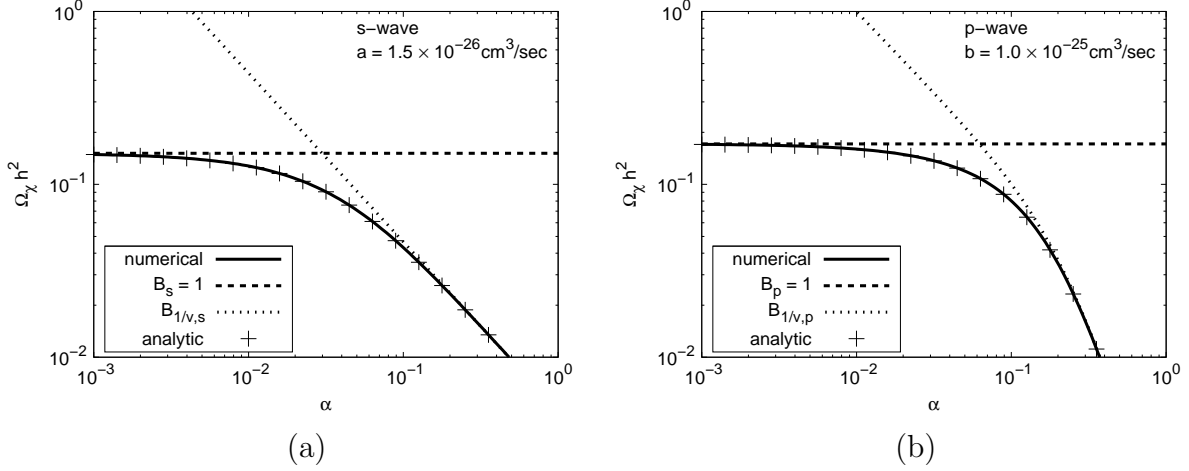 10^0
10^-1
10^-2
Ω_χ h^2
s-wave
a = 1.5 × 10^-26 cm^3/sec
numerical
B_s = 1
B_1/v,s
analytic
10^-3
10^-2
10^-1
10^0
α
(a)
10^0
10^-1
10^-2
Ω_χ h^2
p-wave
b = 1.0 × 10^-25 cm^3/sec
numerical
B_p = 1
B_1/v,p
analytic
10^-3
10^-2
10^-1
10^0
α
(b)